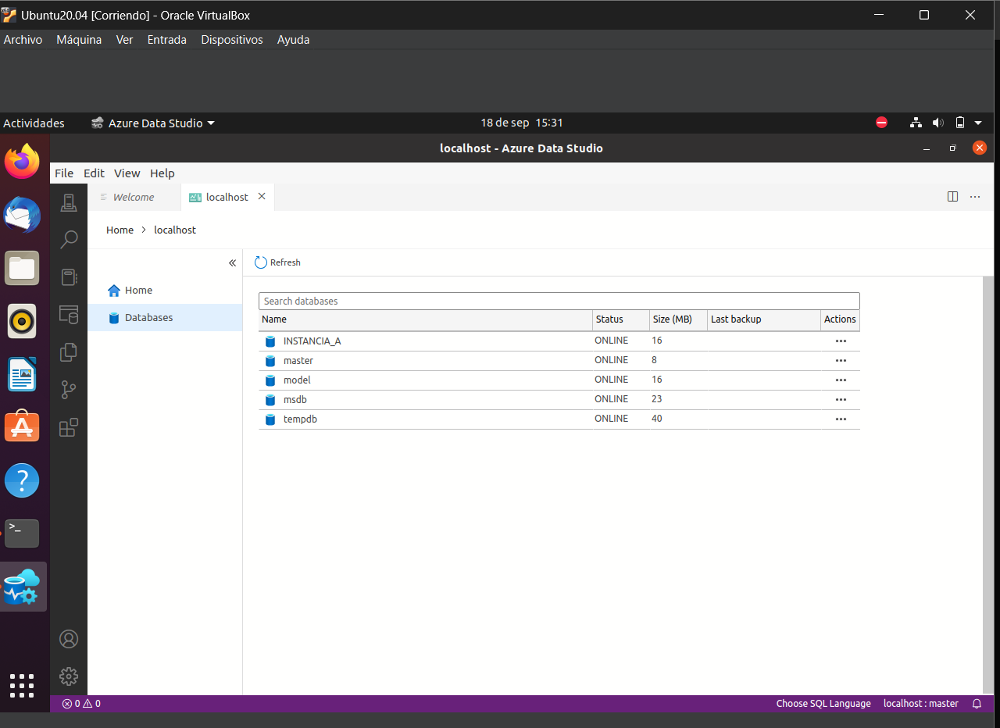 Ubuntu20.04 [Corriendo] - Oracle VirtualBox
Archivo Máquina Ver Entrada Dispositivos Ayuda
Actividades Azure Data Studio 18 de sep 15:31
localhost - Azure Data Studio
File Edit View Help
Welcome localhost
Home > localhost
« Refresh
Home
Databases
Search databases
Name Status Size (MB) Last backup Actions
INSTANCIA_A ONLINE 16 •••
master ONLINE 8 •••
model ONLINE 16 •••
msdb ONLINE 23 •••
tempdb ONLINE 40 •••
0 0 Choose SQL Language localhost : master